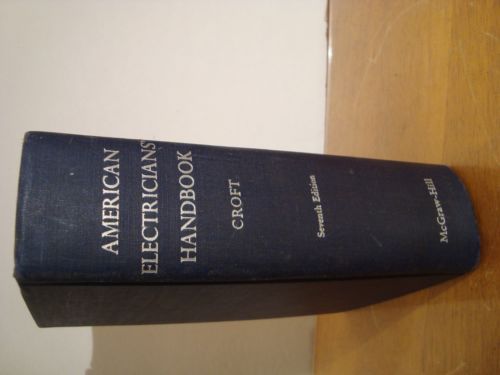 AMERICAN
ELECTRICIANS'
HANDBOOK
CROFT
Seventh Edition
McGraw-Hill